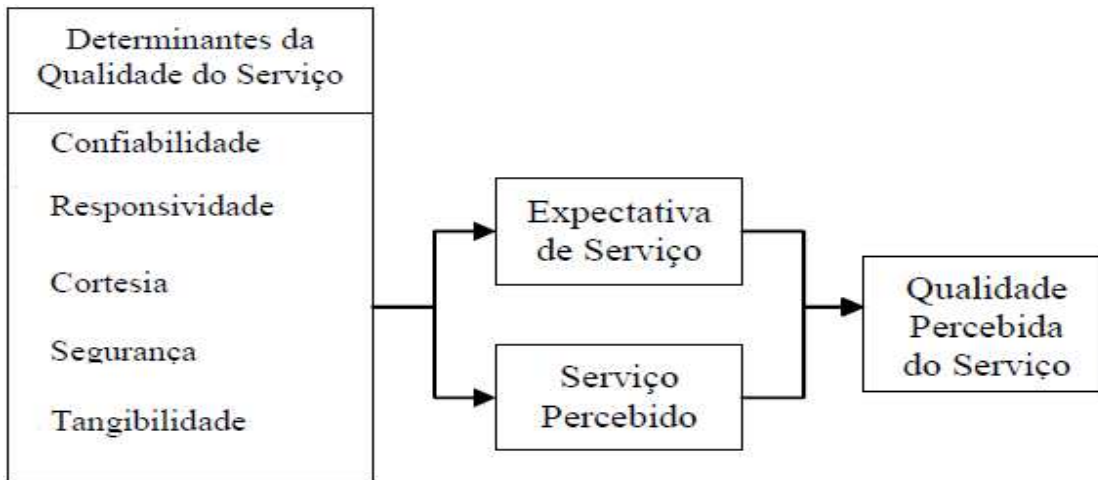 Determinantes da
Qualidade do Serviço
Confiabilidade
Responsividade
Cortesia
Segurança
Tangibilidade
Expectativa
de Serviço
Serviço
Percebido
Qualidade
Percebida
do Serviço